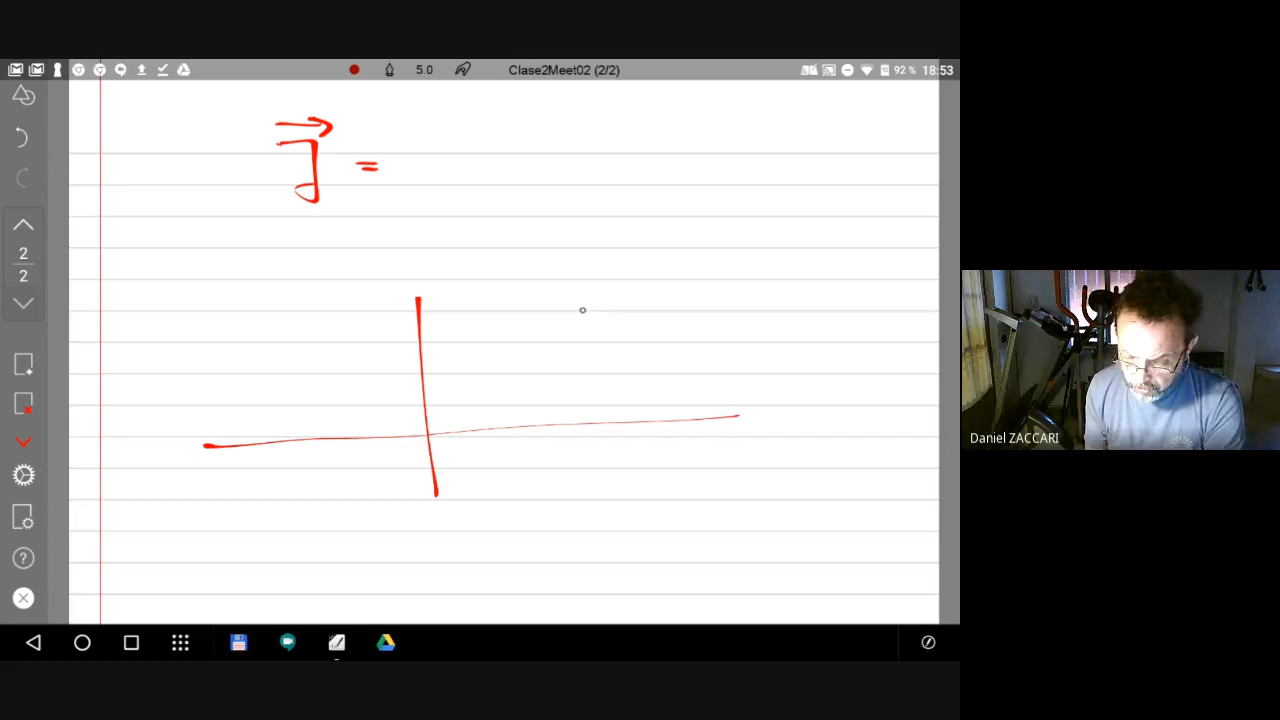 5.0 Clase2Meet02 (2/2) 92 % 18:53
J⃗ =
2
2
Daniel ZACCARI